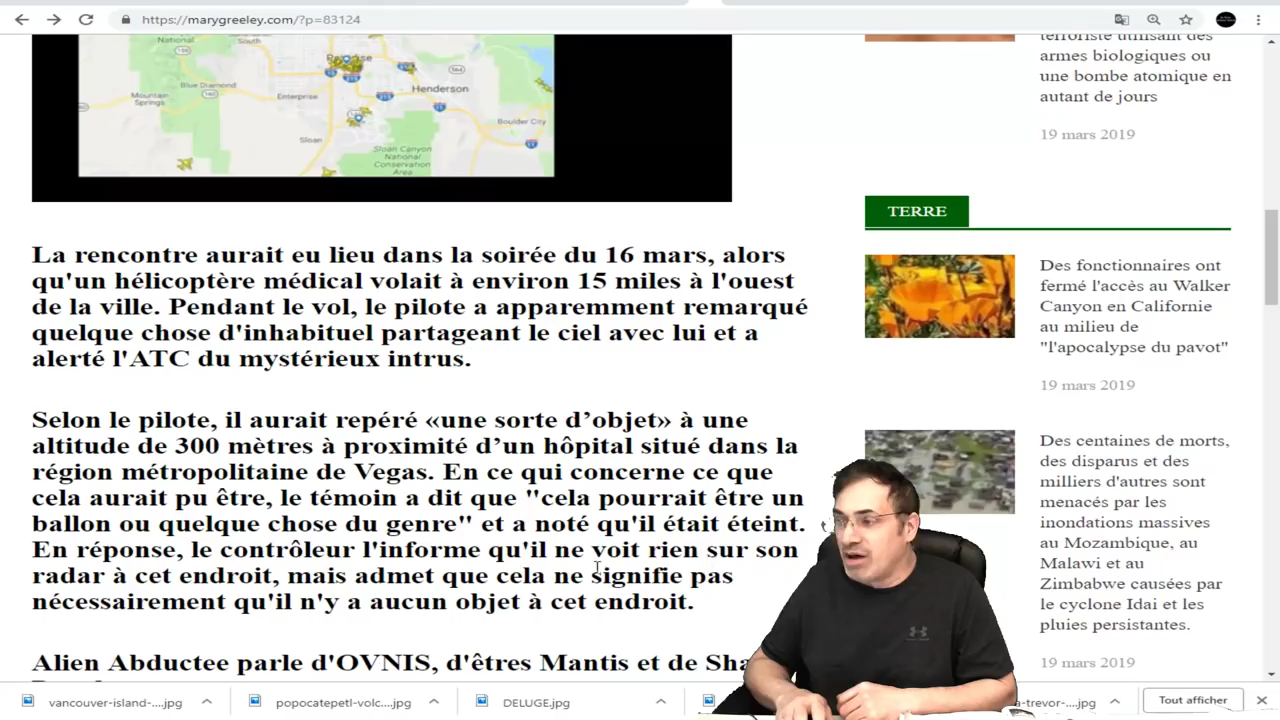 https://marygreeley.com/?p=83124
National
South
Paradise
Blue Diamond
Henderson
Enterprise
Mountain
Springs
Boulder City
Sloan
Sloan Canyon
National
Conservation
Area
La rencontre aurait eu lieu dans la soirée du 16 mars, alors
qu'un hélicoptère médical volait à environ 15 miles à l'ouest
de la ville. Pendant le vol, le pilote a apparemment remarqué
quelque chose d'inhabituel partageant le ciel avec lui et a
alerté l'ATC du mystérieux intrus.
Selon le pilote, il aurait repéré «une sorte d’objet» à une
altitude de 300 mètres à proximité d’un hôpital situé dans la
région métropolitaine de Vegas. En ce qui concerne ce que
cela aurait pu être, le témoin a dit que "cela pourrait être un
ballon ou quelque chose du genre" et a noté qu'il était éteint.
En réponse, le contrôleur l'informe qu'il ne voit rien sur son
radar à cet endroit, mais admet que cela ne signifie pas
nécessairement qu'il n'y a aucun objet à cet endroit.
Alien Abductee parle d'OVNIS, d'êtres Mantis et de
terroriste utilisant des
armes biologiques ou
une bombe atomique en
autant de jours
19 mars 2019
TERRE
Des fonctionnaires ont
fermé l'accès au Walker
Canyon en Californie
au milieu de
"l'apocalypse du pavot"
19 mars 2019
Des centaines de morts,
des disparus et des
milliers d'autres sont
menacés par les
inondations massives
au Mozambique, au
Malawi et au
Zimbabwe causées par
le cyclone Idai et les
pluies persistantes.
19 mars 2019
vancouver-island-....jpg
popocatepetl-volc....jpg
DELUGE.jpg
a-trevor-....jpg
Tout afficher